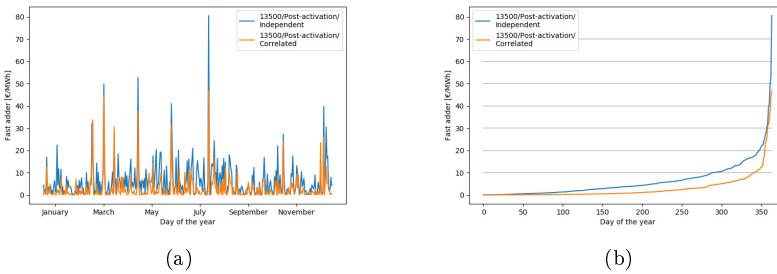 13500/Post-activation/
Independent
13500/Post-activation/
Correlated
80
70
60
50
40
30
20
10
0
Fast adder [€/MWh]
January March May July September November
Day of the year
(a)
13500/Post-activation/
Independent
13500/Post-activation/
Correlated
80
70
60
50
40
30
20
10
0
Fast adder [€/MWh]
0 50 100 150 200 250 300 350
Day of the year
(b)